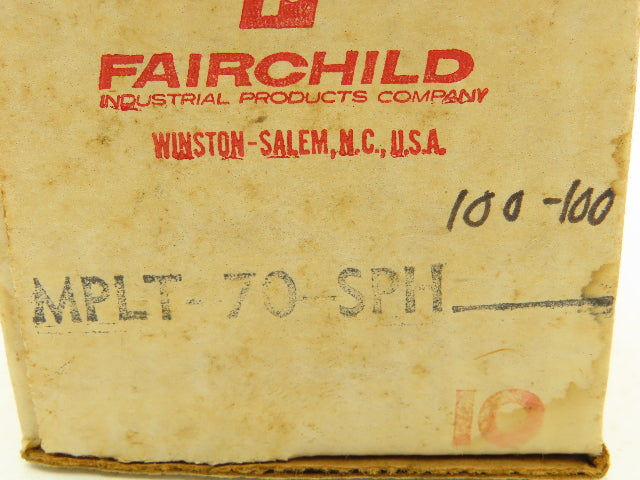 FAIRCHILD
INDUSTRIAL PRODUCTS COMPANY
WINSTON-SALEM, N.C., U.S.A.
100-100
MPLT-70-SPH
10